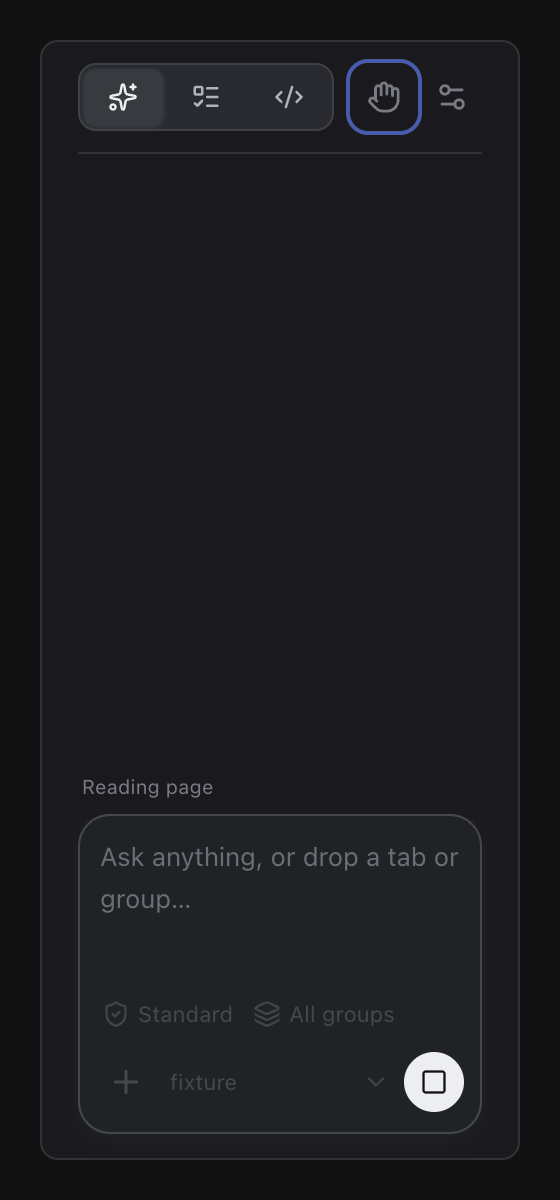 Reading page
Ask anything, or drop a tab or
group...
Standard All groups
fixture